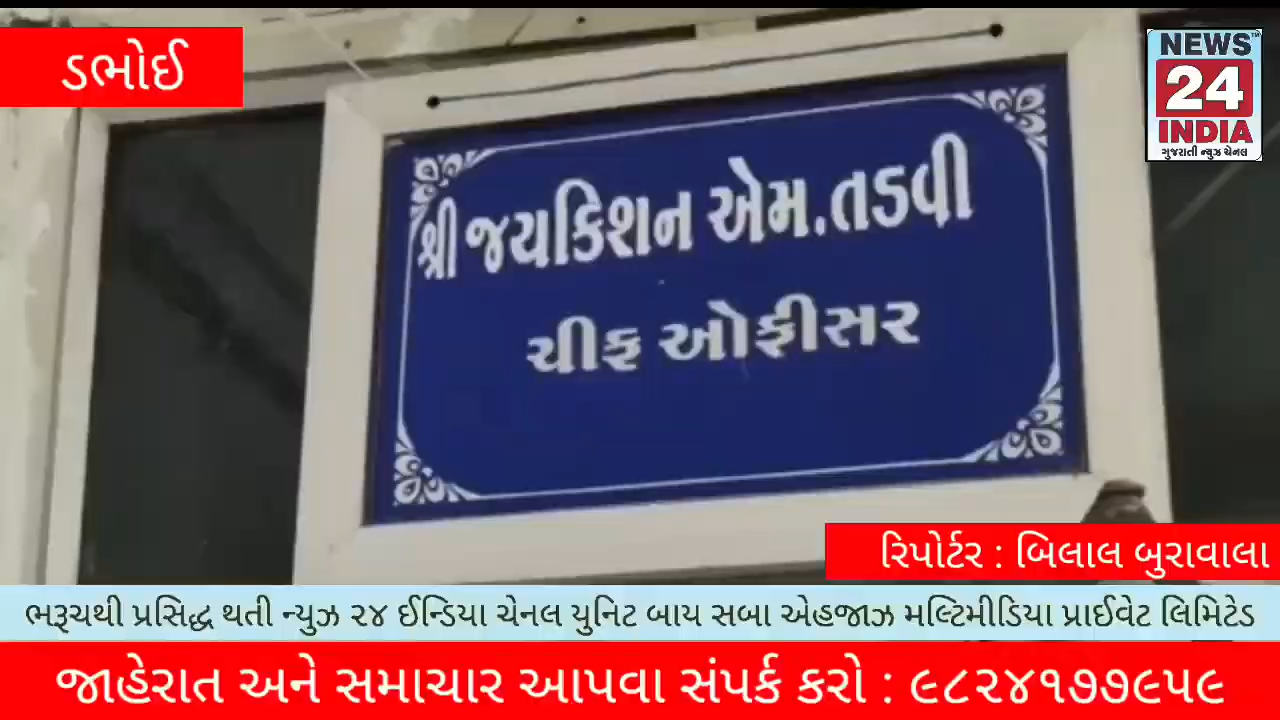 ડભોઈ
NEWS
24
INDIA
ગુજરાતી ન્યુઝ ચેનલ
શ્રી જયકિશન એમ.તડવી
ચીફ ઓફીસર
રિપોર્ટર : બિલાલ બુરાવાલા
ભરૂચથી પ્રસિદ્ધ થતી ન્યુઝ ૨૪ ઈન્ડિયા ચેનલ યુનિટ બાય સબા એહજાઝ મલ્ટિમીડિયા પ્રાઈવેટ લિમિટેડ
જાહેરાત અને સમાચાર આપવા સંપર્ક કરો : ૯૮૨૪૧૭૭૯૫૯